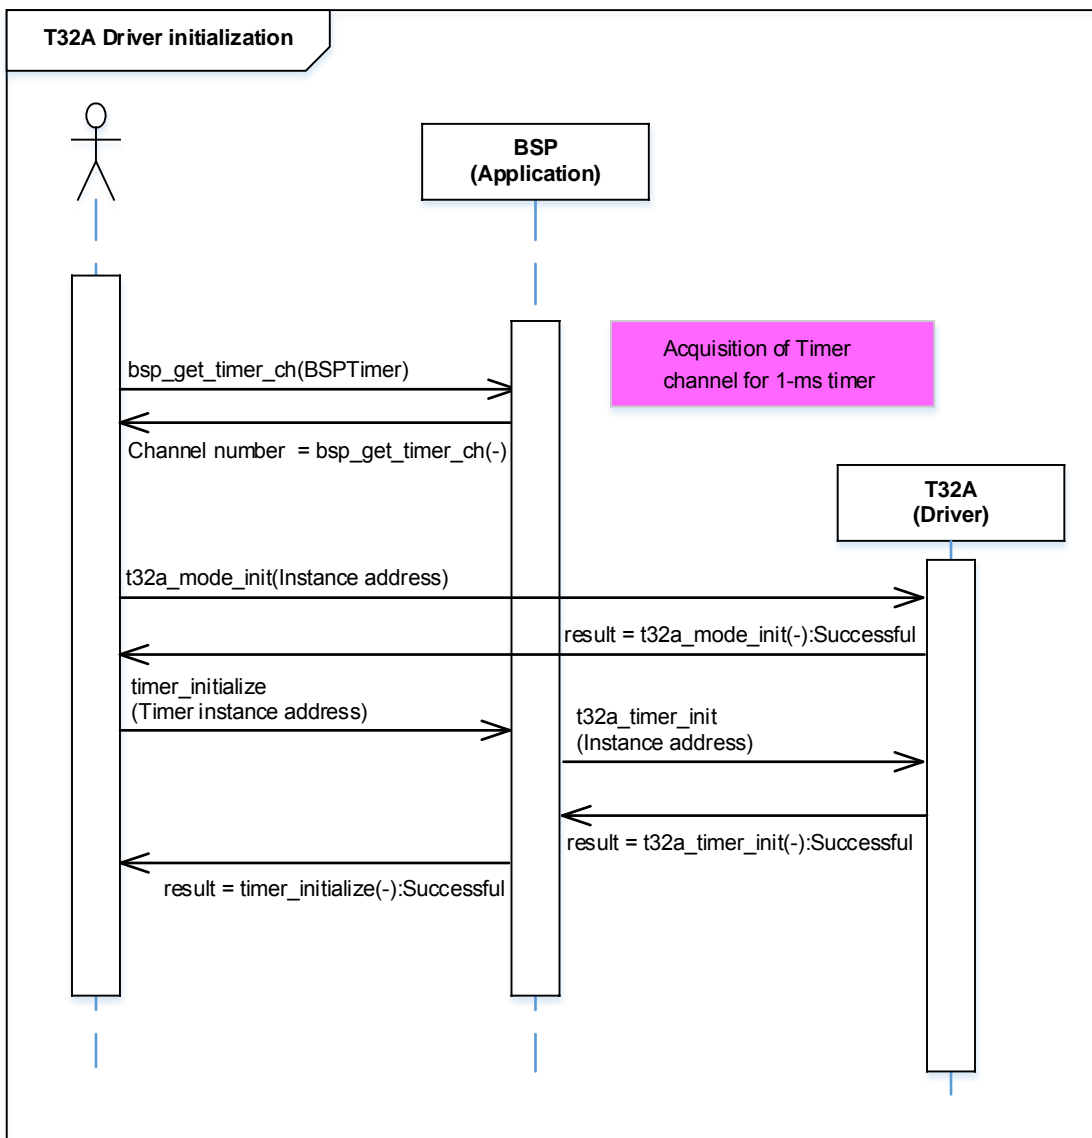 T32A Driver initialization
BSP
(Application)
Acquisition of Timer
channel for 1-ms timer
bsp_get_timer_ch(BSPTimer)
Channel number  = bsp_get_timer_ch(-)
T32A
(Driver)
t32a_mode_init(Instance address)
result = t32a_mode_init(-):Successful
timer_initialize
(Timer instance address)
t32a_timer_init
(Instance address)
result = t32a_timer_init(-):Successful
result = timer_initialize(-):Successful